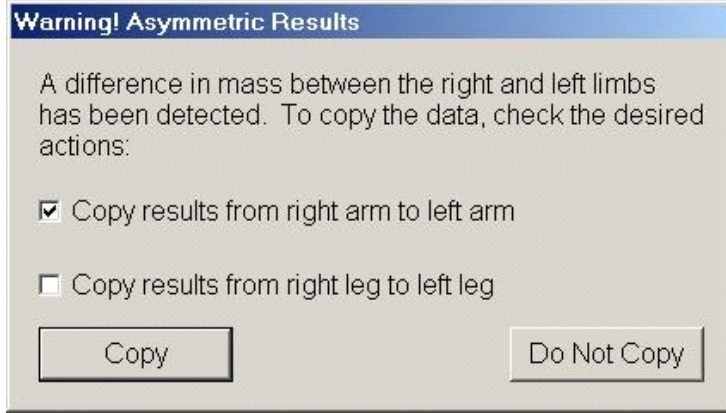 Warning! Asymmetric Results
A difference in mass between the right and left limbs
has been detected.  To copy the data, check the desired
actions:
Copy results from right arm to left arm
Copy results from right leg to left leg
Copy
Do Not Copy